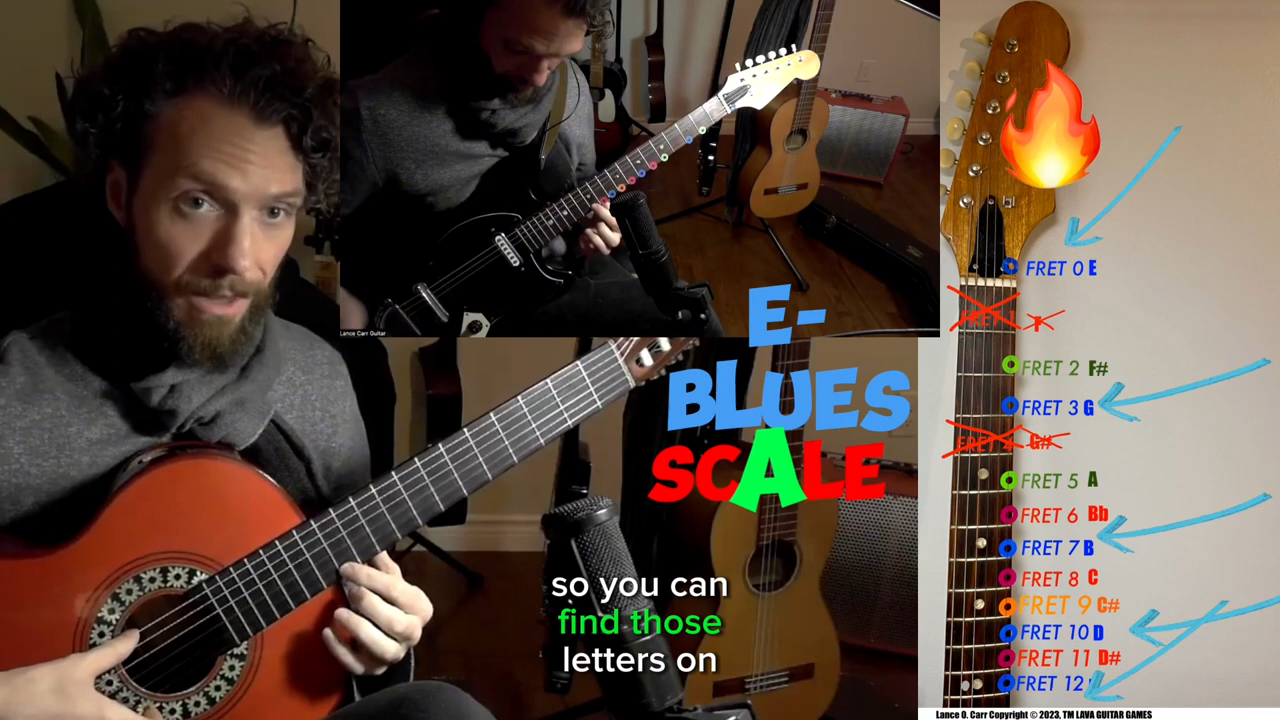 Lance Carr Guitar
E-
BLUES
SCALE
so you can
find those
letters on
FRET 0 E
FRET 1 F
FRET 2 F#
FRET 3 G
G#
FRET 5 A
FRET 6 Bb
FRET 7 B
FRET 8 C
FRET 9 C#
FRET 10 D
FRET 11 D#
FRET 12
Lance O. Carr Copyright © 2023, TM LAVA GUITAR GAMES